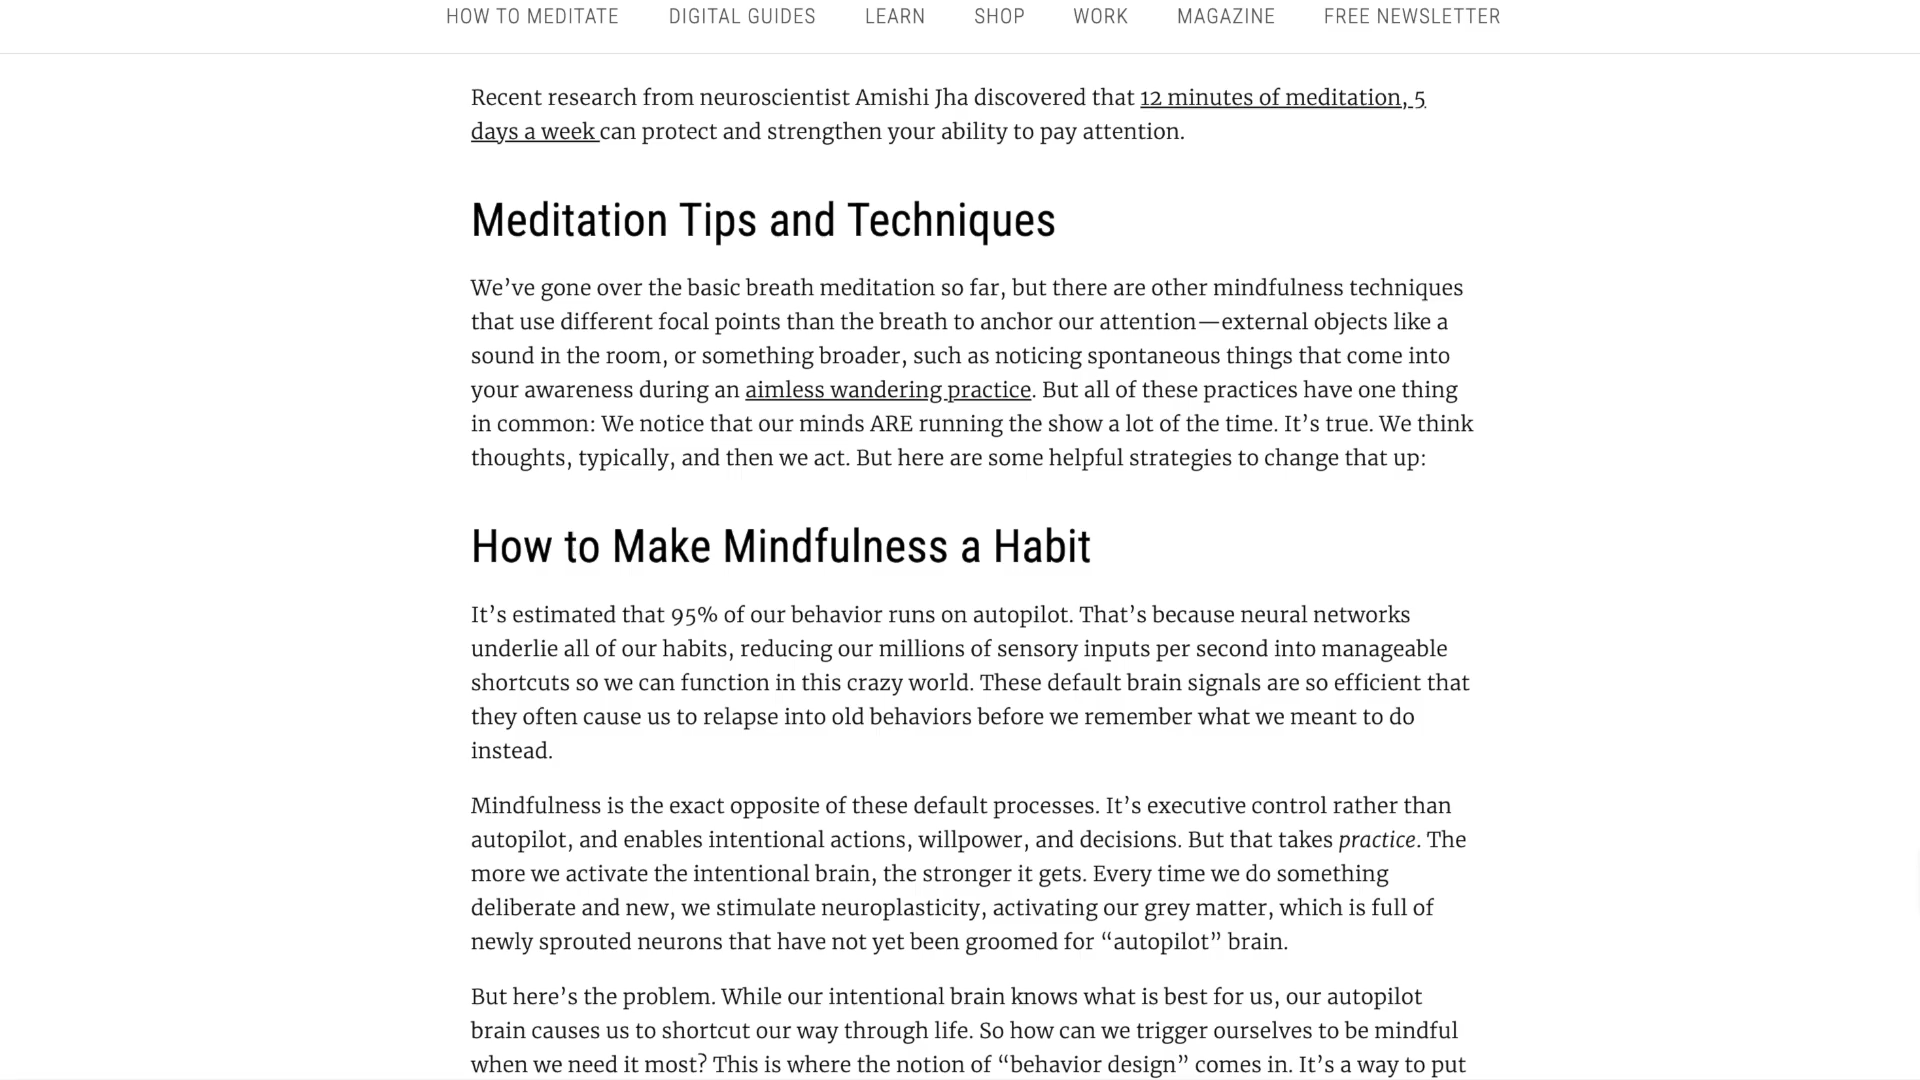 HOW TO MEDITATE DIGITAL GUIDES LEARN SHOP WORK MAGAZINE FREE NEWSLETTER
Recent research from neuroscientist Amishi Jha discovered that 12 minutes of meditation, 5
days a week can protect and strengthen your ability to pay attention.
Meditation Tips and Techniques
We’ve gone over the basic breath meditation so far, but there are other mindfulness techniques
that use different focal points than the breath to anchor our attention—external objects like a
sound in the room, or something broader, such as noticing spontaneous things that come into
your awareness during an aimless wandering practice. But all of these practices have one thing
in common: We notice that our minds ARE running the show a lot of the time. It’s true. We think
thoughts, typically, and then we act. But here are some helpful strategies to change that up:
How to Make Mindfulness a Habit
It’s estimated that 95% of our behavior runs on autopilot. That’s because neural networks
underlie all of our habits, reducing our millions of sensory inputs per second into manageable
shortcuts so we can function in this crazy world. These default brain signals are so efficient that
they often cause us to relapse into old behaviors before we remember what we meant to do
instead.
Mindfulness is the exact opposite of these default processes. It’s executive control rather than
autopilot, and enables intentional actions, willpower, and decisions. But that takes practice. The
more we activate the intentional brain, the stronger it gets. Every time we do something
deliberate and new, we stimulate neuroplasticity, activating our grey matter, which is full of
newly sprouted neurons that have not yet been groomed for “autopilot” brain.
But here’s the problem. While our intentional brain knows what is best for us, our autopilot
brain causes us to shortcut our way through life. So how can we trigger ourselves to be mindful
when we need it most? This is where the notion of “behavior design” comes in. It’s a way to put